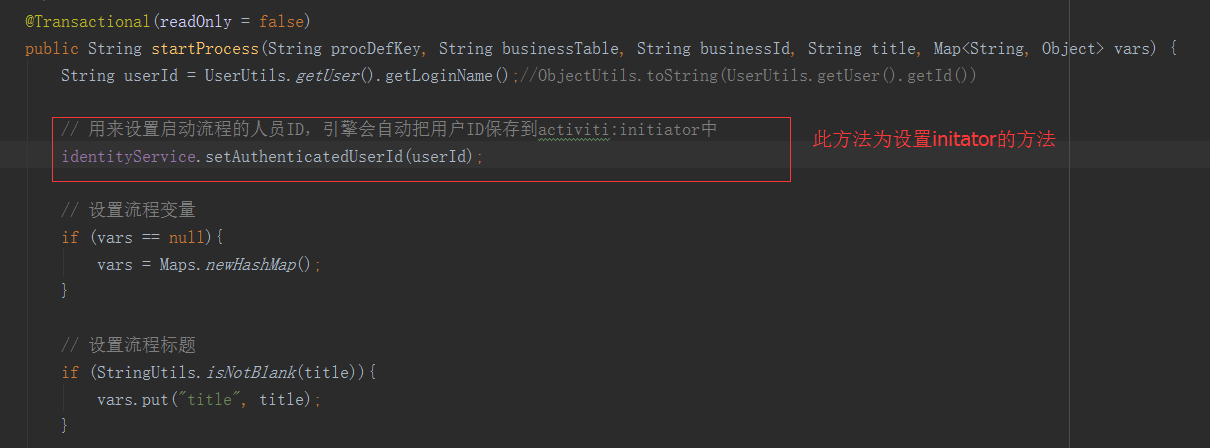 @Transactional(readOnly = false)
public String startProcess(String procDefKey, String businessTable, String businessId, String title, Map<String, Object> vars) {
String userId = UserUtils.getUser().getLoginName();//ObjectUtils.toString(UserUtils.getUser().getId())
// 用来设置启动流程的人员ID，引擎会自动把用户ID保存到activiti:initiator中
此方法为设置initator的方法
identityService.setAuthenticatedUserId(userId);
// 设置流程变量
if (vars == null){
vars = Maps.newHashMap();
}
// 设置流程标题
if (StringUtils.isNotBlank(title)){
vars.put("title", title);
}